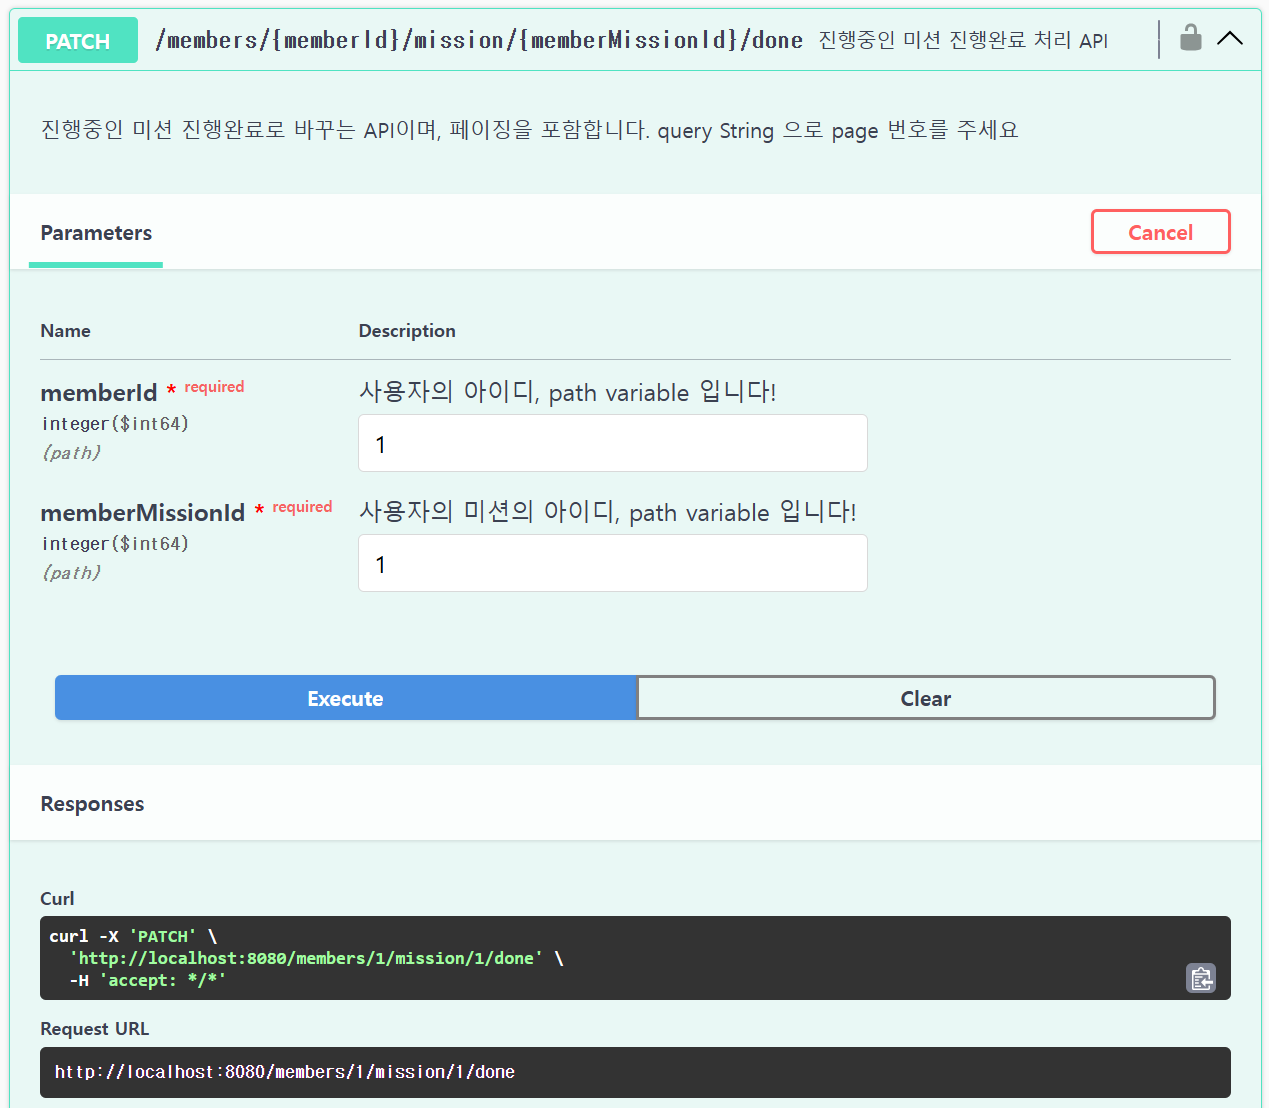 PATCH /members/{memberId}/mission/{memberMissionId}/done 진행중인 미션 진행완료 처리 API
진행중인 미션 진행완료로 바꾸는 API이며, 페이징을 포함합니다. query String 으로 page 번호를 주세요
Parameters Cancel
Name Description
memberId * required 사용자의 아이디, path variable 입니다!
integer($int64)
(path)
1
memberMissionId * required 사용자의 미션의 아이디, path variable 입니다!
integer($int64)
(path)
1
Execute Clear
Responses
Curl
curl -X 'PATCH' \
'http://localhost:8080/members/1/mission/1/done' \
-H 'accept: */*'
Request URL
http://localhost:8080/members/1/mission/1/done